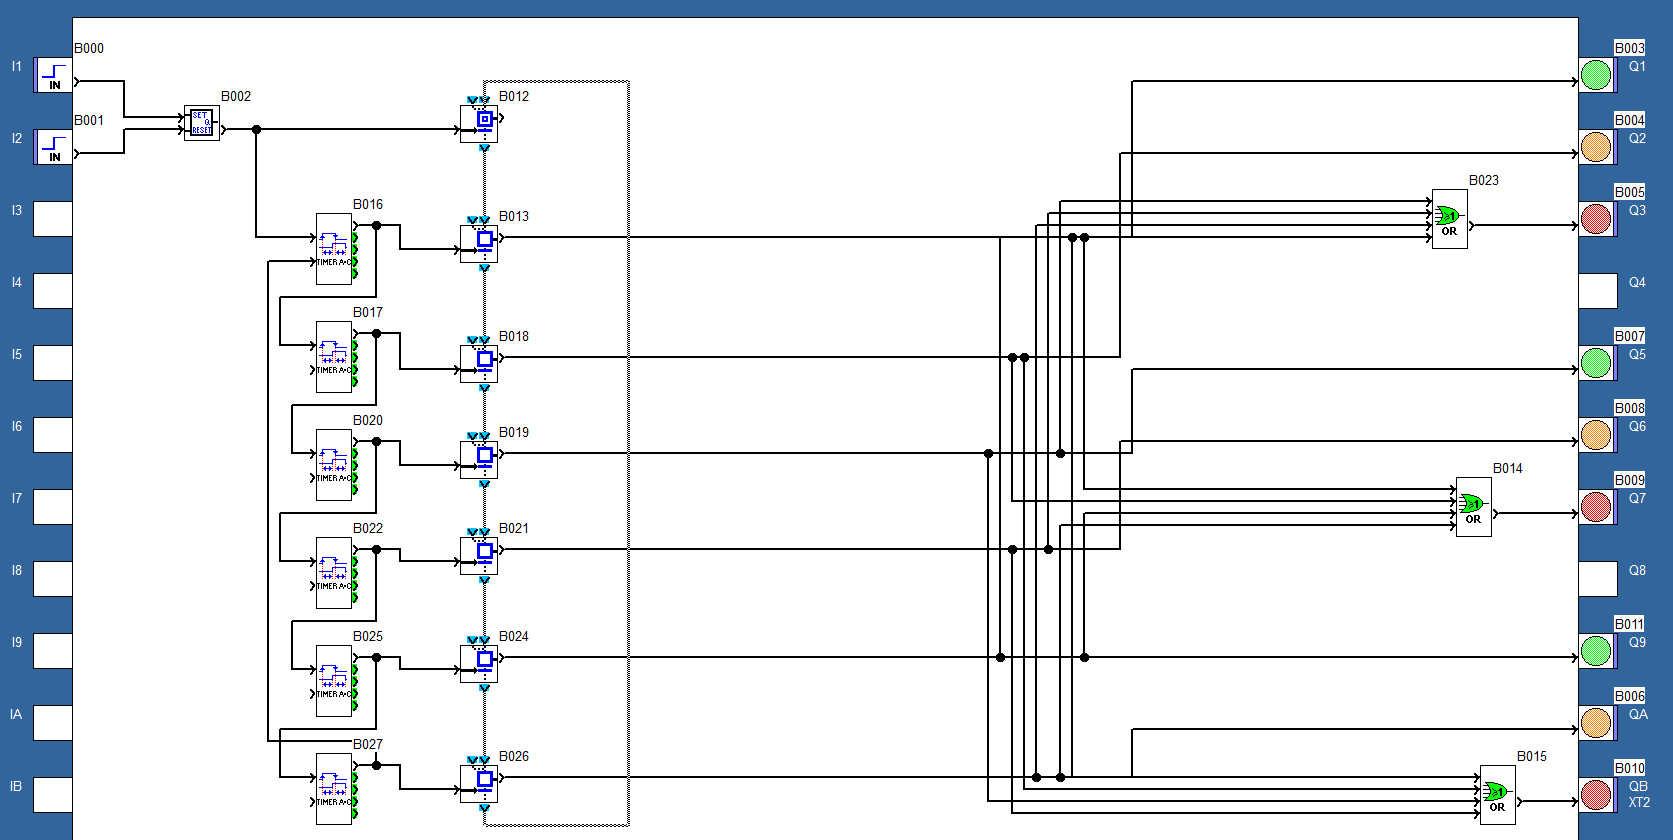 B000
I1
IN
B001
I2
IN
B002
SET
Q
RESET
I3
I4
I5
I6
I7
I8
I9
IA
IB
B016
TIMER A-C
B017
TIMER A-C
B020
TIMER A-C
B022
TIMER A-C
B025
TIMER A-C
B027
TIMER A-C
B012
B013
B018
B019
B021
B024
B026
B023
≥1
OR
B014
≥1
OR
B015
≥1
OR
B003
Q1
B004
Q2
B005
Q3
Q4
B007
Q5
B008
Q6
B009
Q7
Q8
B011
Q9
B006
QA
B010
QB
XT2